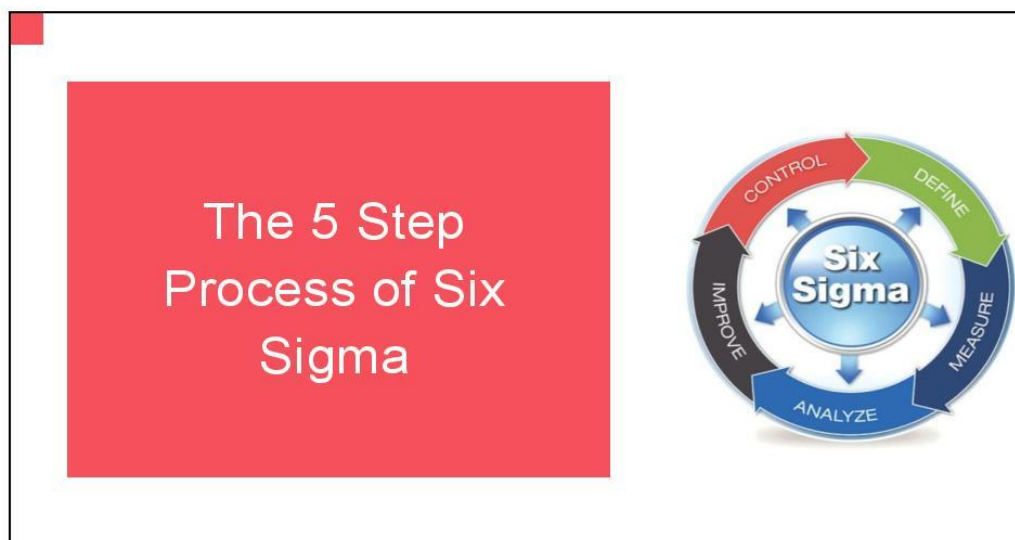 The 5 Step
Process of Six
Sigma
CONTROL
DEFINE
MEASURE
ANALYZE
IMPROVE
Six
Sigma